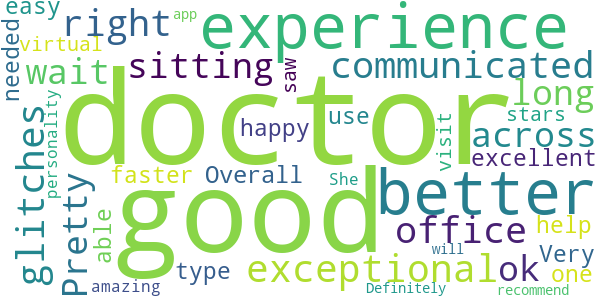 easy
app
right
experience
needed
virtual
wait
sitting
saw
communicated
long
doctor
glitches
personality
happy
use
visit
stars
across
excellent
Pretty
able
faster
Overall
good
She
better
office
help
Very
type
exceptional
ok
one
will
amazing
Definitely
recommend